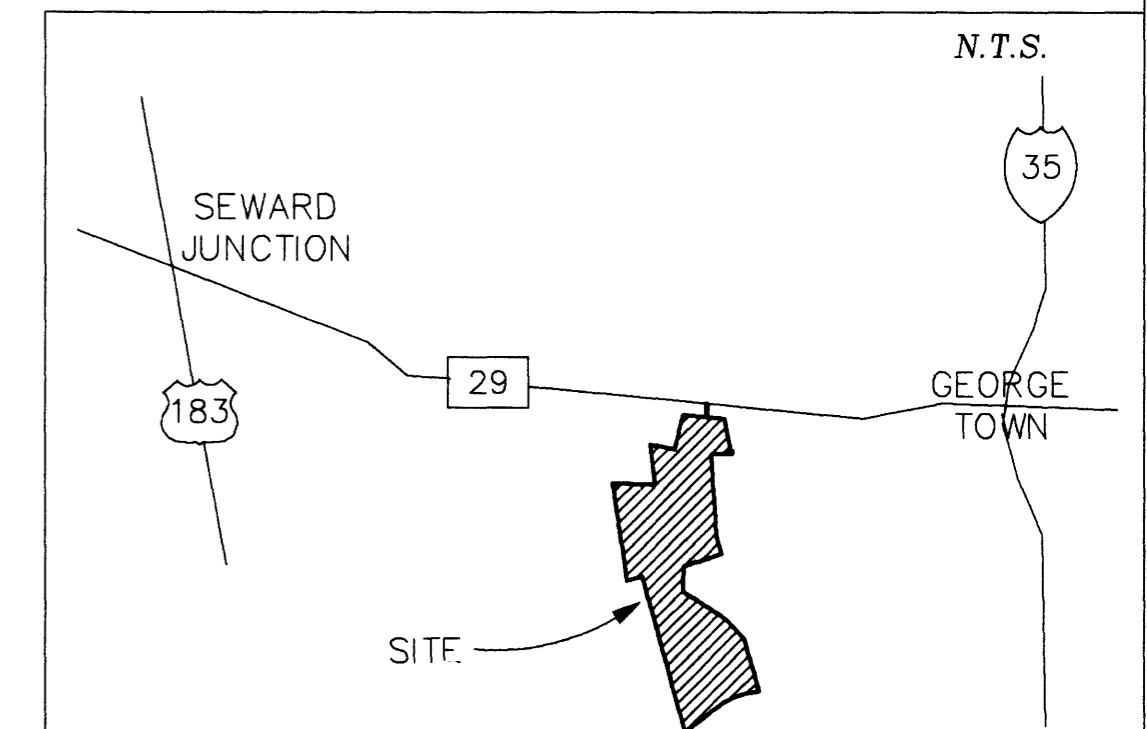 N.T.S.
35
SEWARD
JUNCTION
29
183
GEORGE
TOWN
SITE